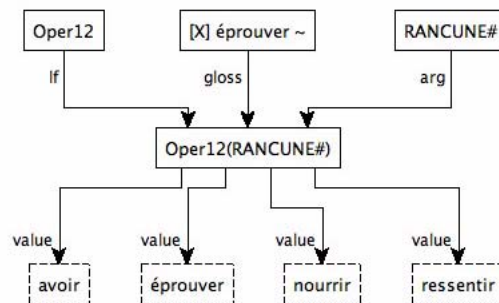 Oper12 [X] éprouver ~ RANCUNE#
lf gloss arg
Oper12(RANCUNE#)
value value value value
avoir éprouver nourrir ressentir